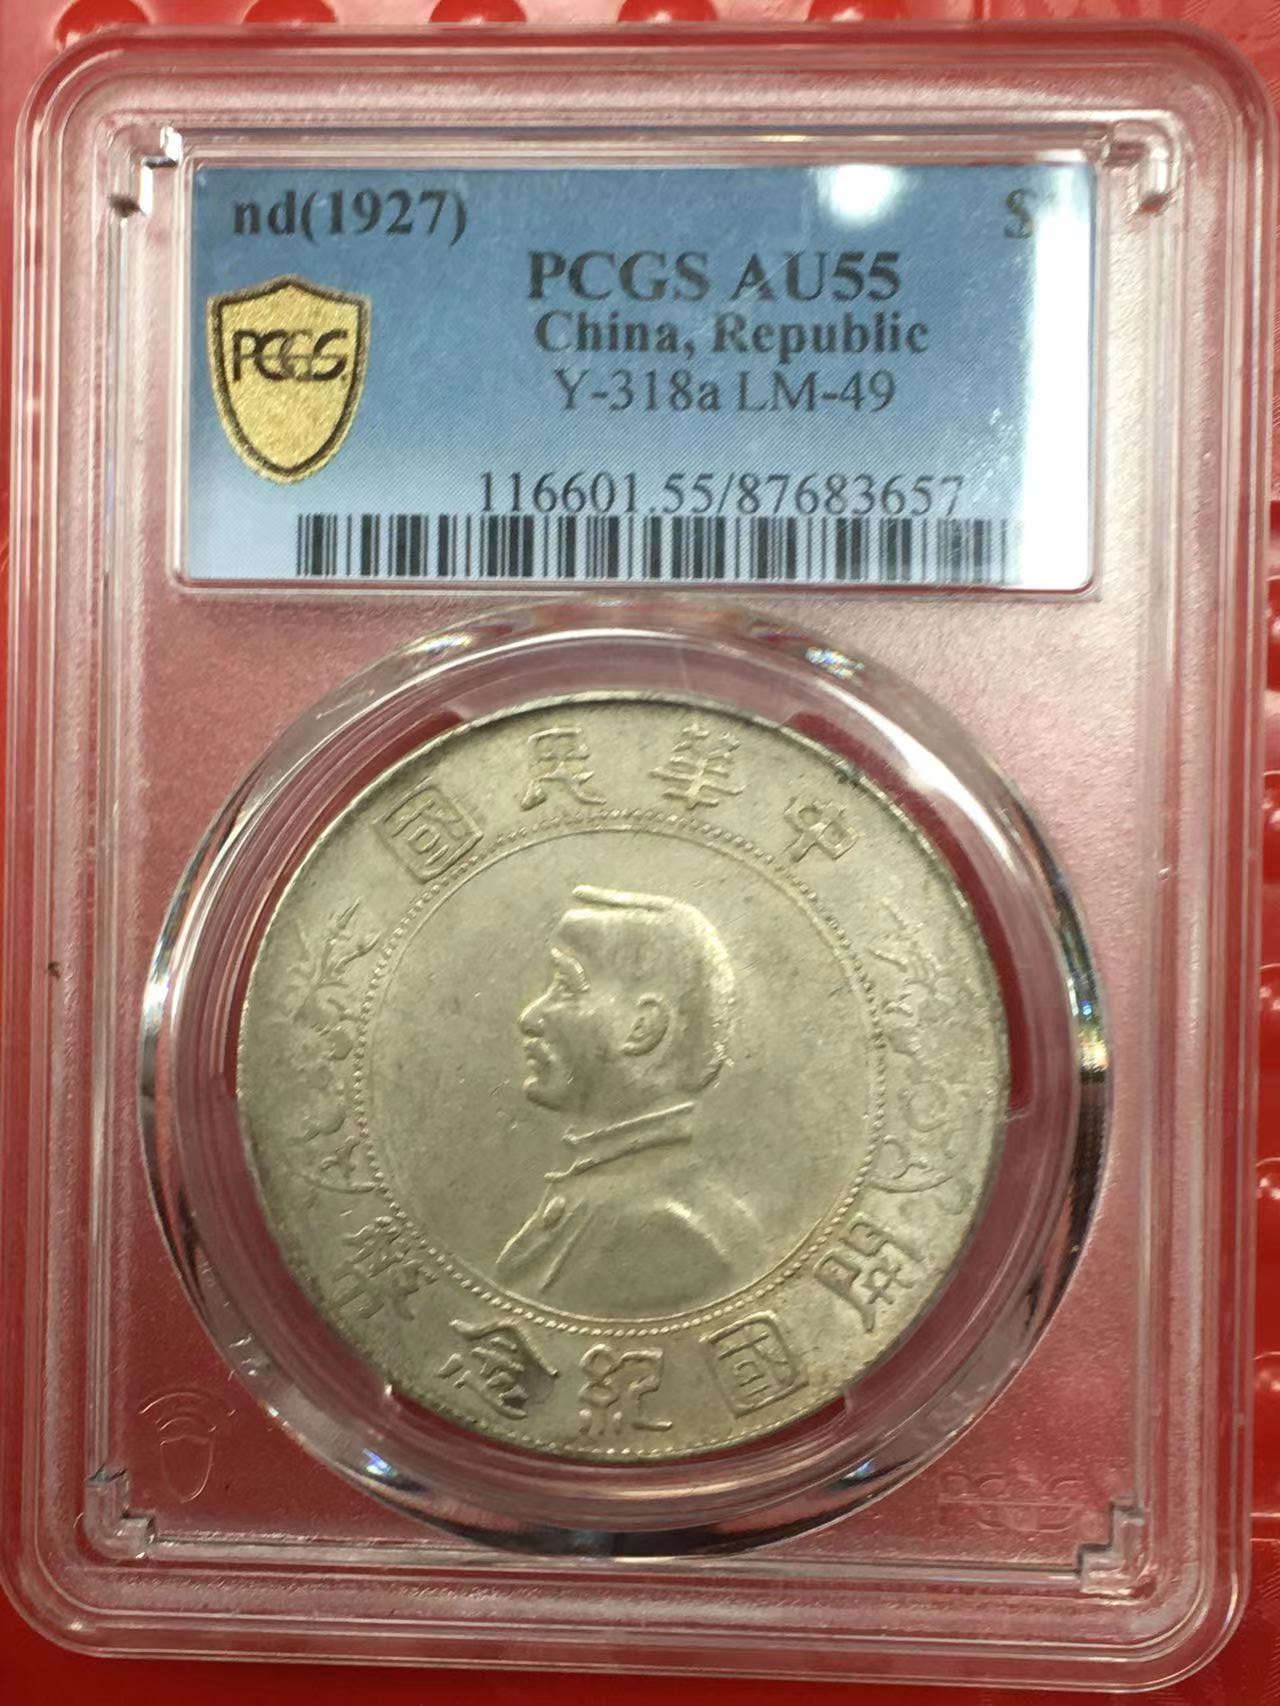 nd(1927) $
PCGS AU55
China, Republic
Y-318a LM-49
PCGS
116601.55/87683657
中華民國
開國紀念幣
PCGS